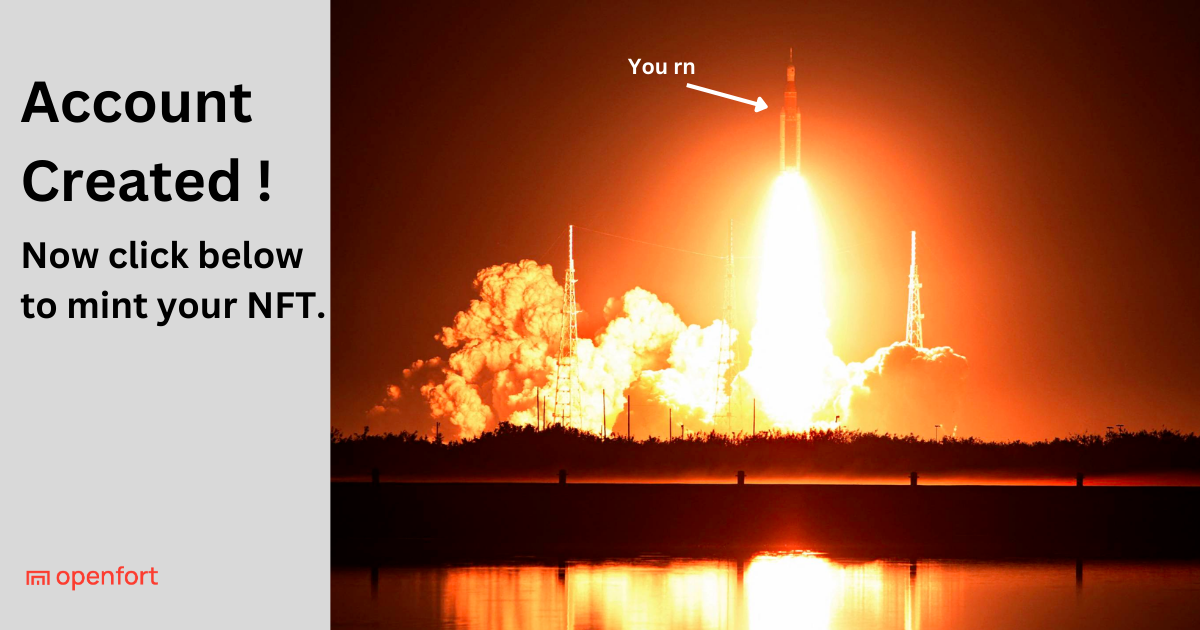 Account
Created !
Now click below
to mint your NFT.
You rn
openfort